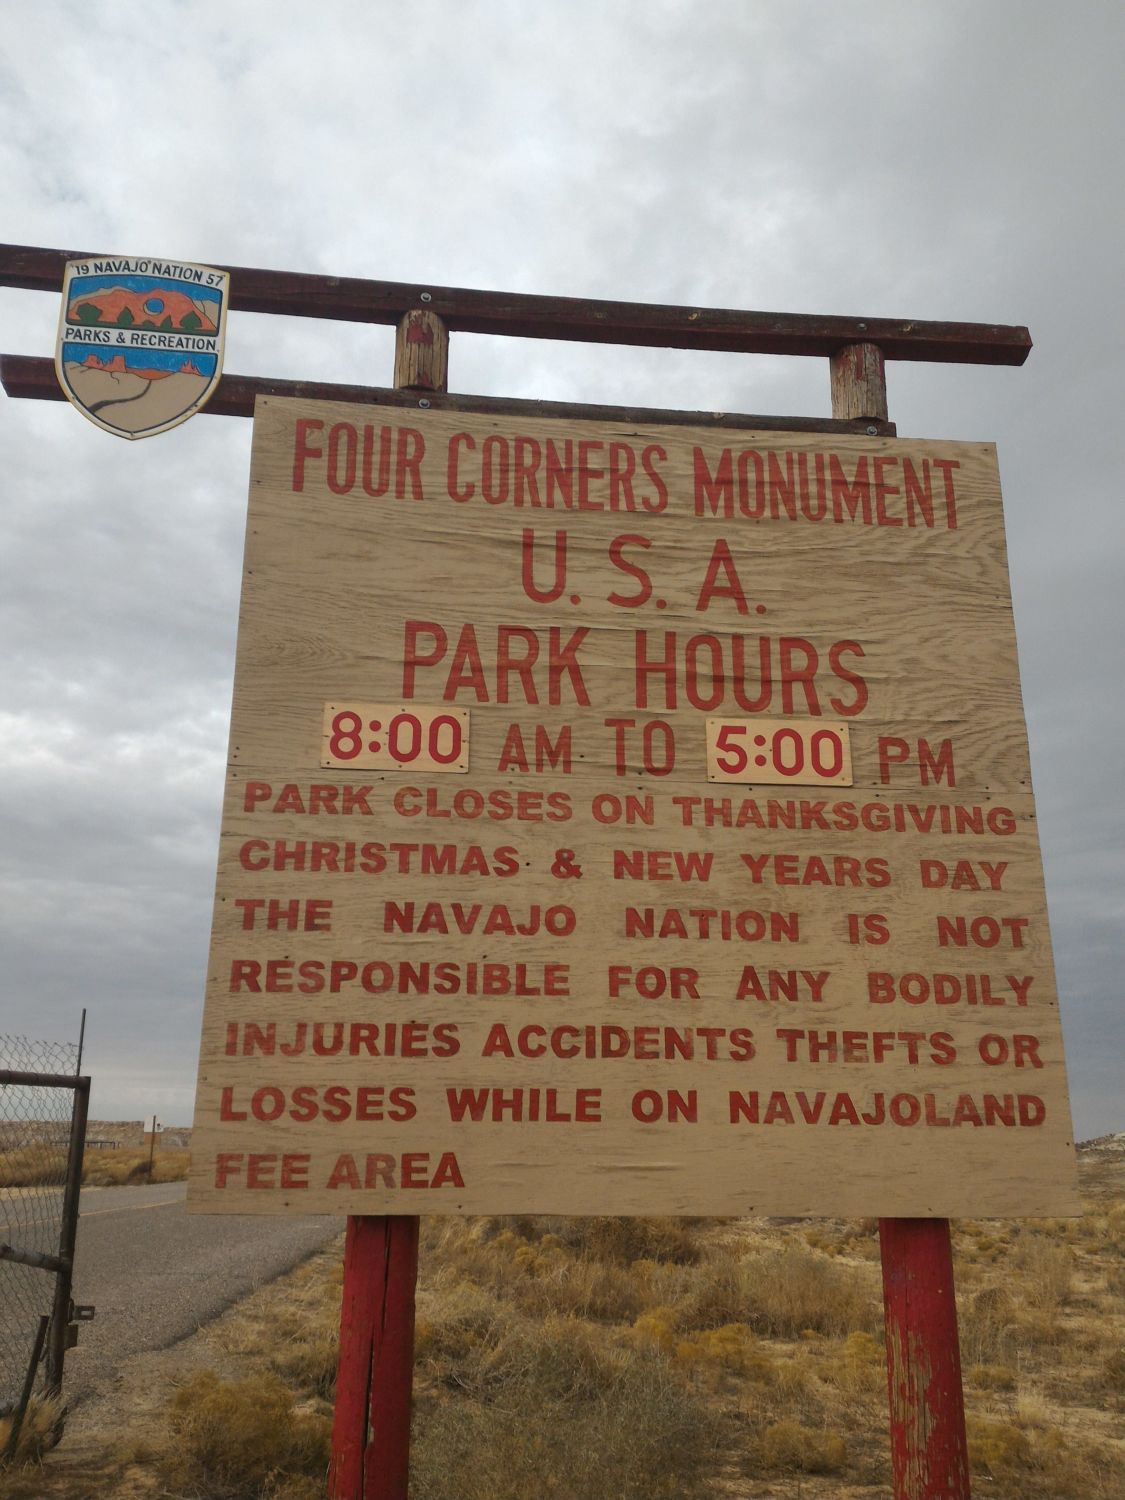 19 NAVAJO NATION 57
PARKS & RECREATION
FOUR CORNERS MONUMENT
U.S.A.
PARK HOURS
8:00 AM TO 5:00 PM
PARK CLOSES ON THANKSGIVING
CHRISTMAS & NEW YEARS DAY
THE NAVAJO NATION IS NOT
RESPONSIBLE FOR ANY BODILY
INJURIES ACCIDENTS THEFTS OR
LOSSES WHILE ON NAVAJOLAND
FEE AREA